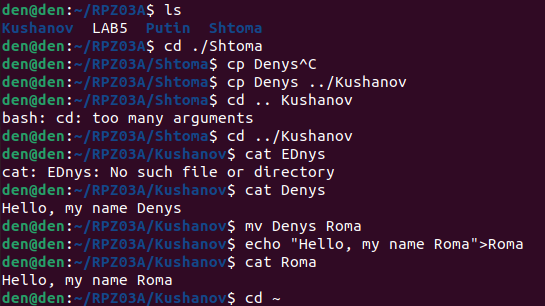 den@den:~/RPZ03A$ ls
Kushanov  LAB5  Putin  Shtoma
den@den:~/RPZ03A$ cd ./Shtoma
den@den:~/RPZ03A/Shtoma$ cp Denys^C
den@den:~/RPZ03A/Shtoma$ cp Denys ../Kushanov
den@den:~/RPZ03A/Shtoma$ cd .. Kushanov
bash: cd: too many arguments
den@den:~/RPZ03A/Shtoma$ cd ../Kushanov
den@den:~/RPZ03A/Kushanov$ cat EDnys
cat: EDnys: No such file or directory
den@den:~/RPZ03A/Kushanov$ cat Denys
Hello, my name Denys
den@den:~/RPZ03A/Kushanov$ mv Denys Roma
den@den:~/RPZ03A/Kushanov$ echo "Hello, my name Roma">Roma
den@den:~/RPZ03A/Kushanov$ cat Roma
Hello, my name Roma
den@den:~/RPZ03A/Kushanov$ cd ~